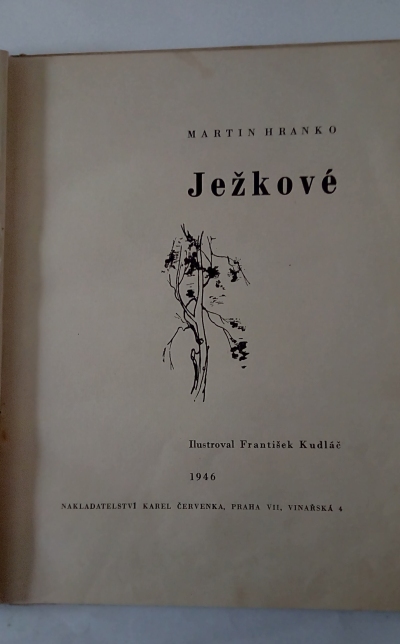 MARTIN HRANKO
Ježkové
Ilustroval František Kudláč
1946
NAKLADATELSTVÍ KAREL ČERVENKA, PRAHA VII, VINAŘSKÁ 4